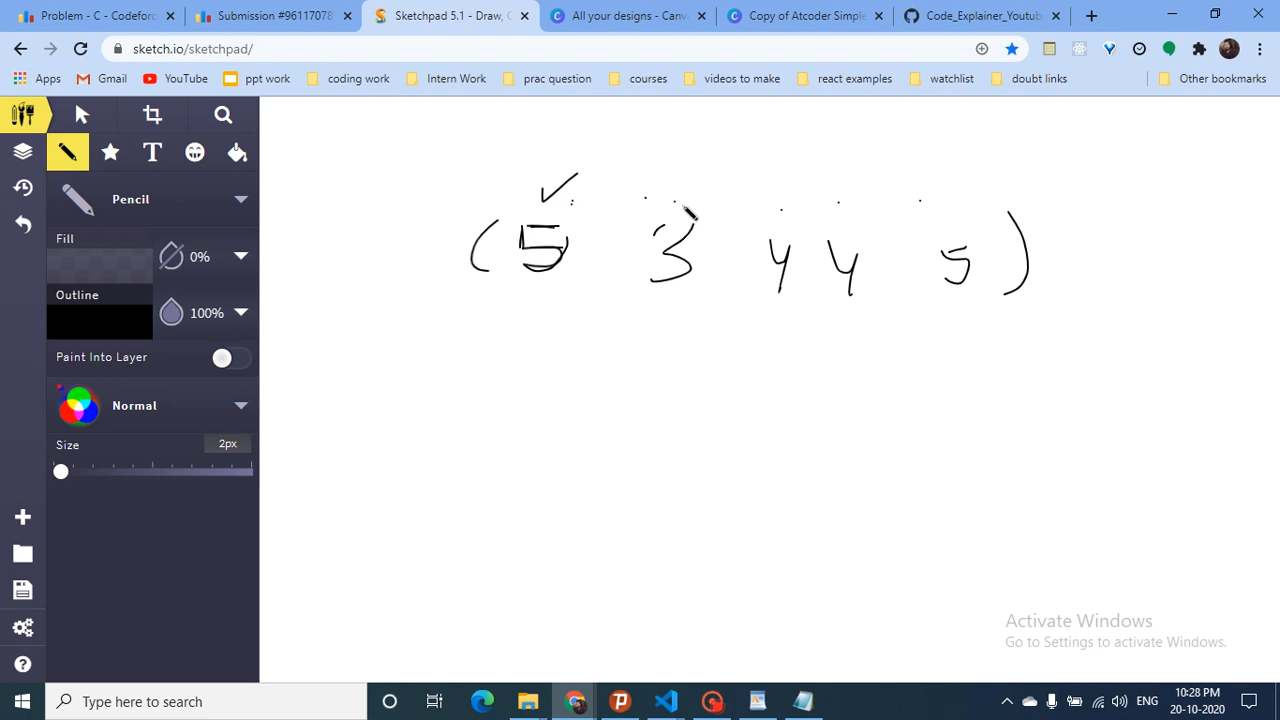 Problem - C - Codeforc
Submission #96117078
Sketchpad 5.1 - Draw, C
All your designs - Canva
Copy of Atcoder Simple
Code_Explainer_Youtub
sketch.io/sketchpad/
Apps
Gmail
YouTube
ppt work
coding work
Intern Work
prac question
courses
videos to make
react examples
watchlist
doubt links
Other bookmarks
Pencil
Fill
0%
Outline
100%
Paint Into Layer
Normal
Size
2px
( 5 3 4 4 5 )
Activate Windows
Go to Settings to activate Windows.
Type here to search
ENG
10:28 PM
20-10-2020